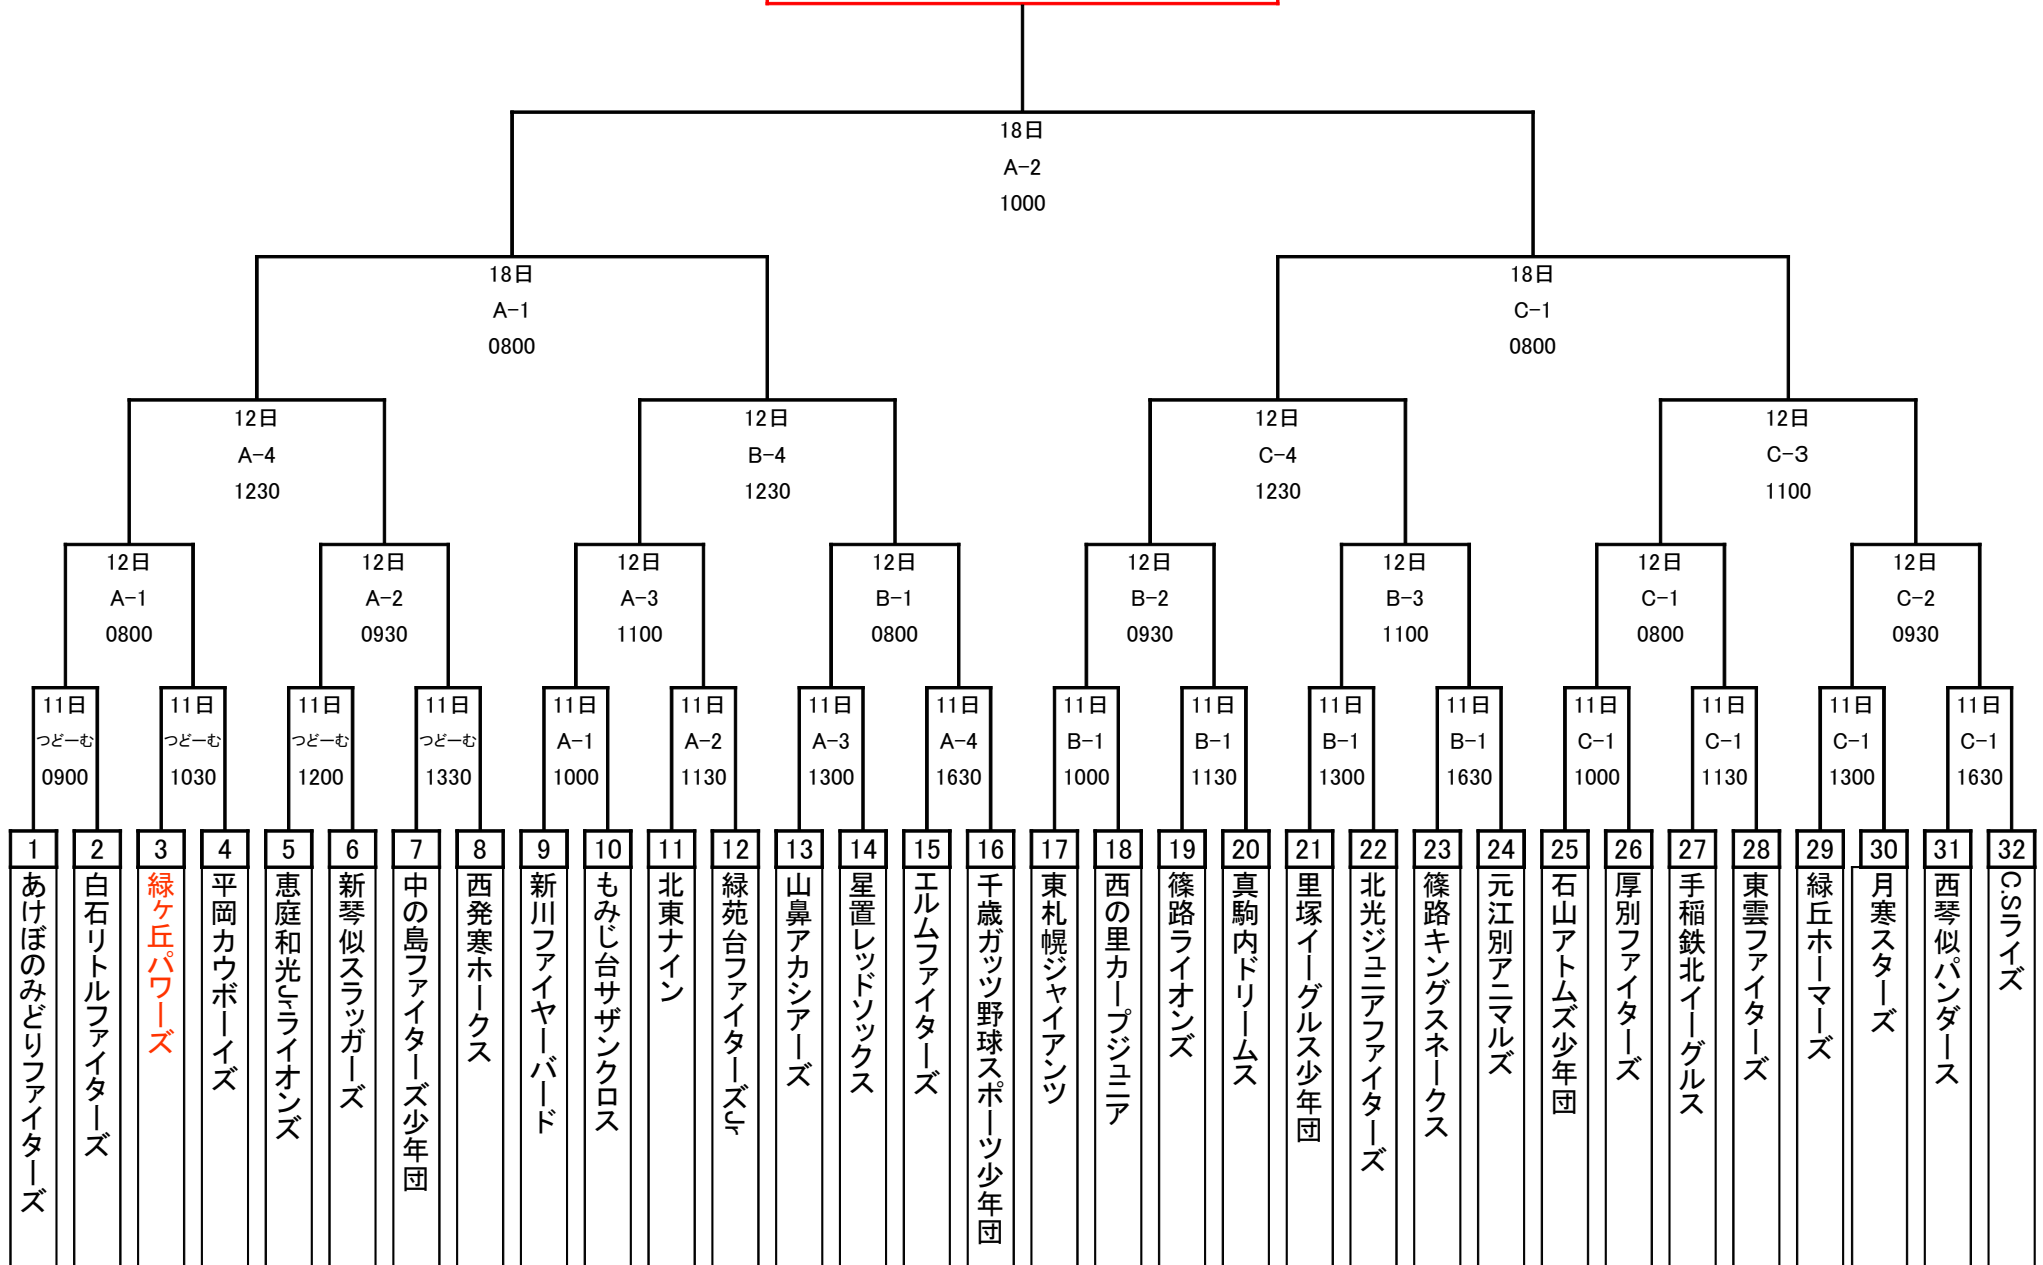 18日
A-2
1000
18日
A-1
0800
18日
C-1
0800
12日
A-4
1230
12日
B-4
1230
12日
C-4
1230
12日
C-3
1100
12日
A-1
0800
12日
A-2
0930
12日
A-3
1100
12日
B-1
0800
12日
B-2
0930
12日
B-3
1100
12日
C-1
0800
12日
C-2
0930
11日
つどーむ
0900
11日
つどーむ
1030
11日
つどーむ
1200
11日
つどーむ
1330
11日
A-1
1000
11日
A-2
1130
11日
A-3
1300
11日
A-4
1630
11日
B-1
1000
11日
B-1
1130
11日
B-1
1300
11日
B-1
1630
11日
C-1
1000
11日
C-1
1130
11日
C-1
1300
11日
C-1
1630
1
あけぼのみどりファイターズ
2
白石リトルファイターズ
3
緑ヶ丘パワーズ
4
平岡カウボーイズ
5
恵庭和光Jrライオンズ
6
新琴似スラッガーズ
7
中の島ファイターズ少年団
8
西発寒ホークス
9
新川ファイヤーバード
10
もみじ台サザンクロス
11
北東ナイン
12
緑苑台ファイターズJr
13
山鼻アカシアーズ
14
星置レッドソックス
15
エルムファイターズ
16
千歳ガッツ野球スポーツ少年団
17
東札幌ジャイアンツ
18
西の里カープジュニア
19
篠路ライオンズ
20
真駒内ドリームス
21
里塚イーグルス少年団
22
北光ジュニアファイターズ
23
篠路キングスネークス
24
元江別アニマルズ
25
石山アトムズ少年団
26
厚別ファイターズ
27
手稲鉄北イーグルス
28
東雲ファイターズ
29
緑丘ホーマーズ
30
月寒スターズ
31
西琴似パンダース
32
C.Sライズ